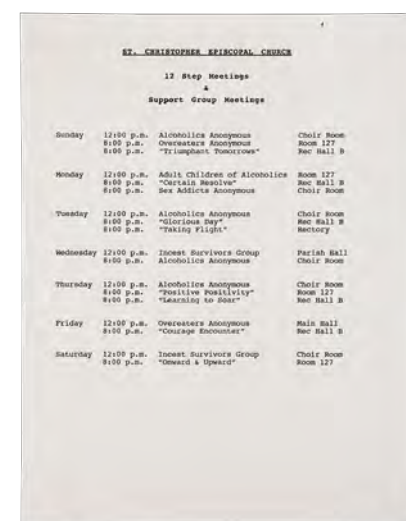 ST. CHRISTOPHER EPISCOPAL CHURCH
12 Step Meetings
&
Support Group Meetings
Sunday 12:00 p.m. Alcoholics Anonymous Choir Room
8:00 p.m. Overeaters Anonymous Room 127
8:00 p.m. "Triumphant Tomorrows" Rec Hall B
Monday 12:00 p.m. Adult Children of Alcoholics Room 127
8:00 p.m. "Certain Resolve" Rec Hall B
8:00 p.m. Sex Addicts Anonymous Choir Room
Tuesday 12:00 p.m. Alcoholics Anonymous Choir Room
8:00 p.m. "Glorious Day" Rec Hall B
8:00 p.m. "Taking Flight" Rectory
Wednesday 12:00 p.m. Incest Survivors Group Parish Hall
8:00 p.m. Alcoholics Anonymous Choir Room
Thursday 12:00 p.m. Alcoholics Anonymous Choir Room
8:00 p.m. "Positive Positivity" Room 127
8:00 p.m. "Learning to Soar" Rec Hall B
Friday 12:00 p.m. Overeaters Anonymous Main Hall
8:00 p.m. "Courage Encounter" Rec Hall B
Saturday 12:00 p.m. Incest Survivors Group Choir Room
8:00 p.m. "Onward & Upward" Room 127